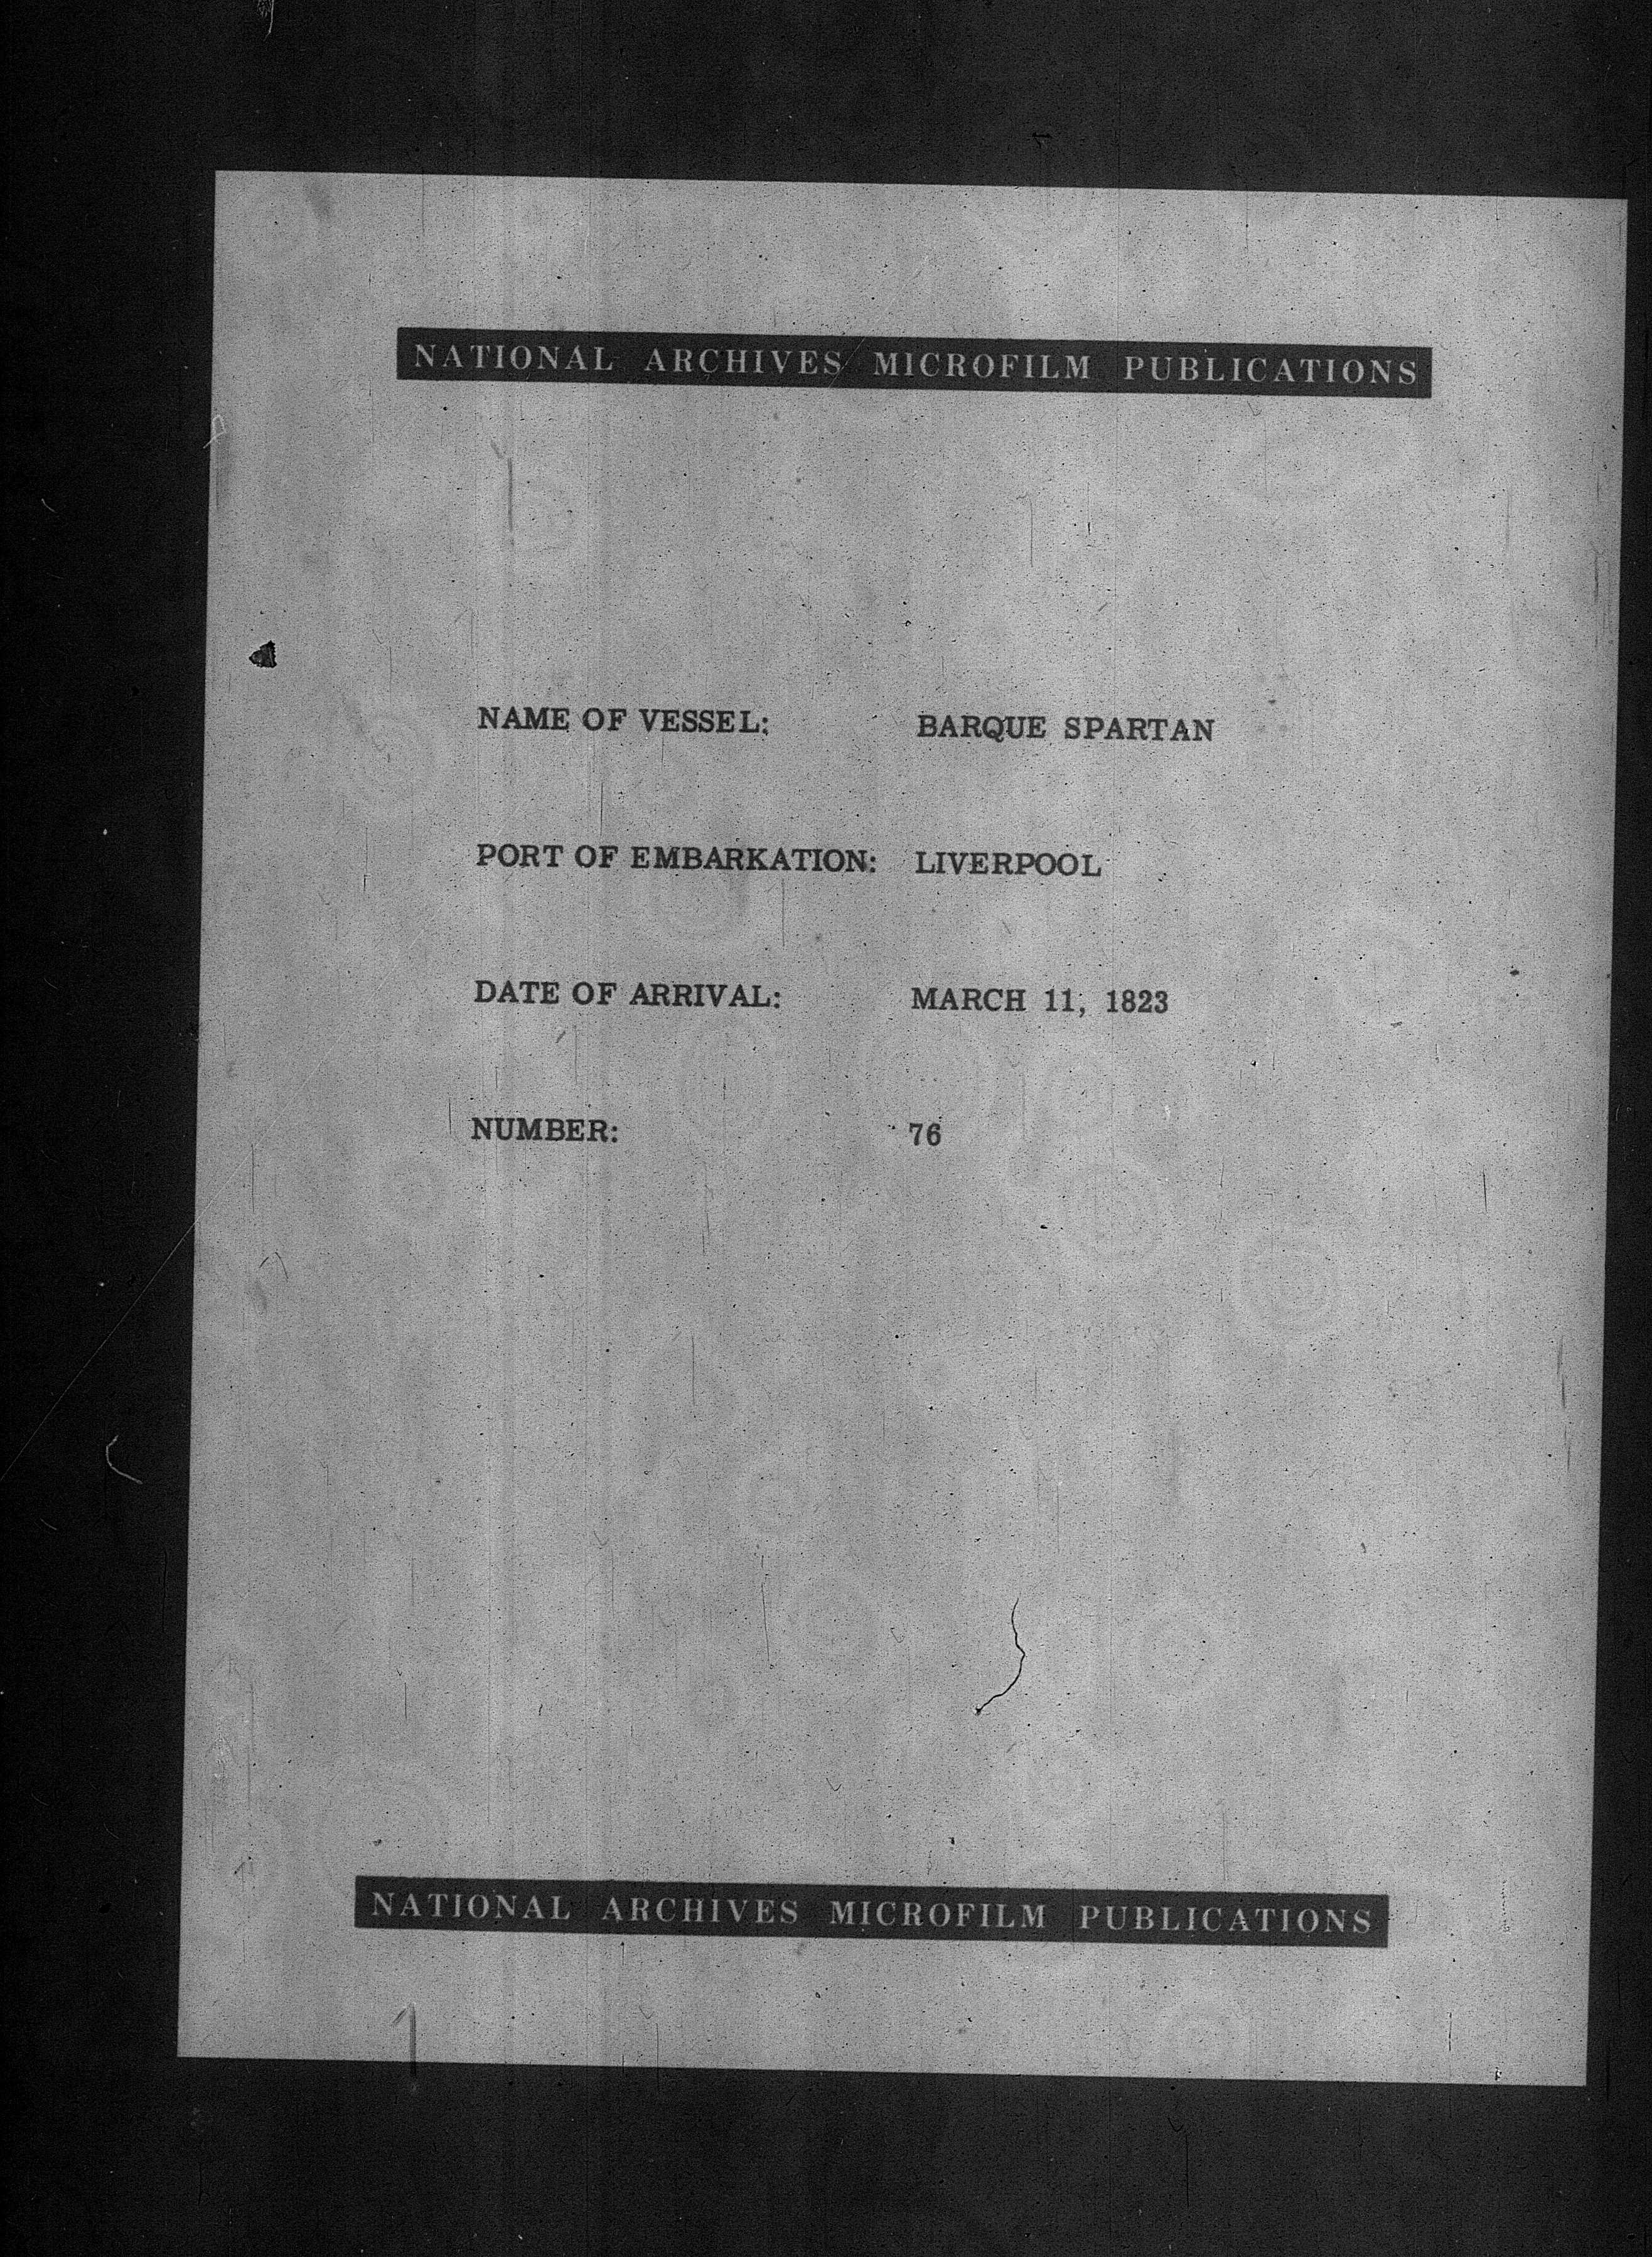 NATIONAL ARCHIVES MICROFILM PUBLICATIONS
NAME OF VESSEL: BARQUE SPARTAN
PORT OF EMBARKATION: LIVERPOOL
DATE OF ARRIVAL: MARCH 11, 1823
NUMBER: 76
NATIONAL ARCHIVES MICROFILM PUBLICATIONS